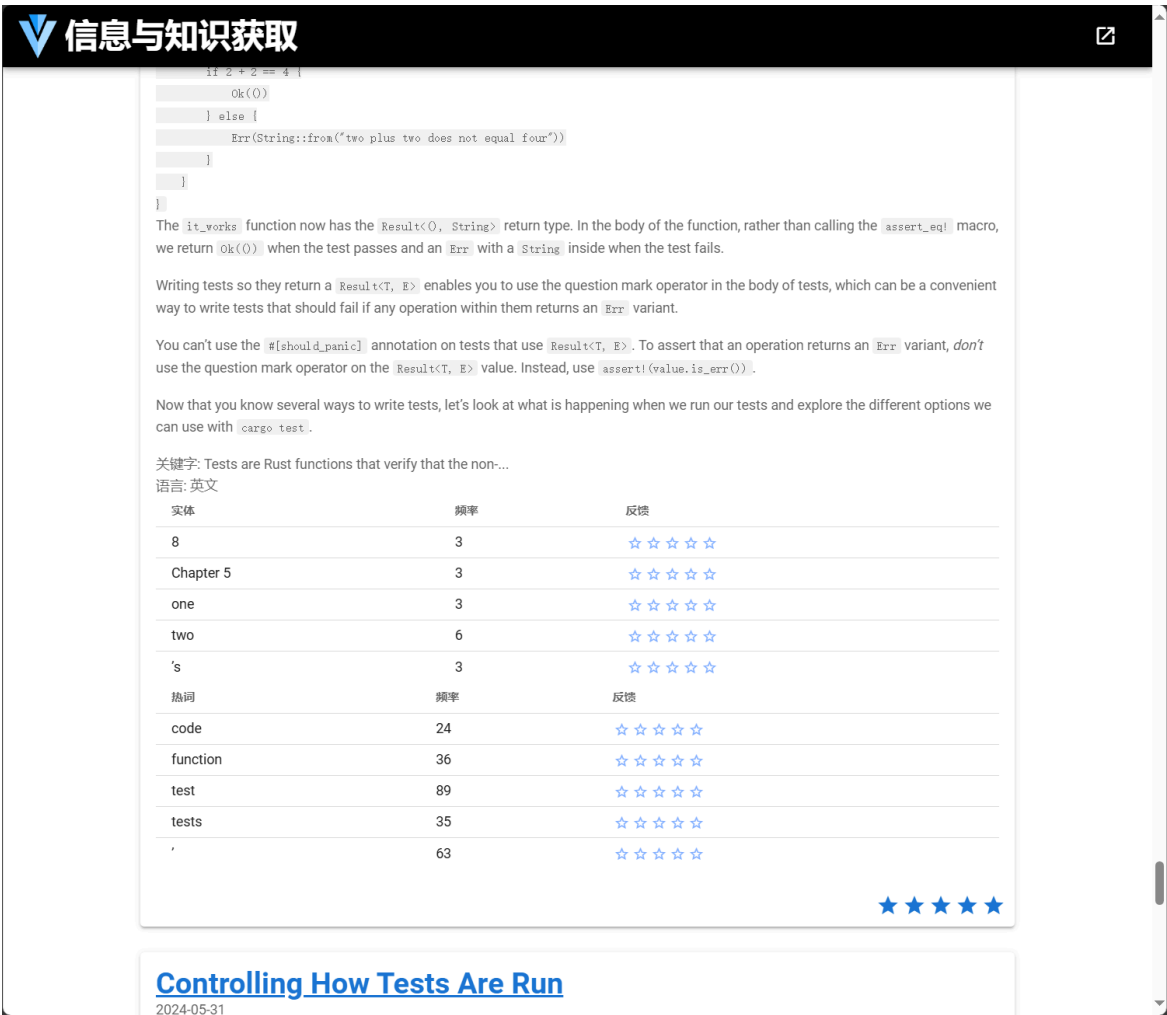 信息与知识获取
if 2 + 2 == 4 {
Ok(())
} else {
Err(String::from("two plus two does not equal four"))
}
}
}
The it_works function now has the Result<(), String> return type. In the body of the function, rather than calling the assert_eq! macro,
we return Ok(()) when the test passes and an Err with a String inside when the test fails.
Writing tests so they return a Result<T, E> enables you to use the question mark operator in the body of tests, which can be a convenient
way to write tests that should fail if any operation within them returns an Err variant.
You can’t use the #[should_panic] annotation on tests that use Result<T, E>. To assert that an operation returns an Err variant, don’t
use the question mark operator on the Result<T, E> value. Instead, use assert!(value.is_err()).
Now that you know several ways to write tests, let’s look at what is happening when we run our tests and explore the different options we
can use with cargo test.
关键字: Tests are Rust functions that verify that the non-...
语言: 英文
实体 频率 反馈
8 3
Chapter 5 3
one 3
two 6
’s 3
热词 频率 反馈
code 24
function 36
test 89
tests 35
’ 63
Controlling How Tests Are Run
2024-05-31